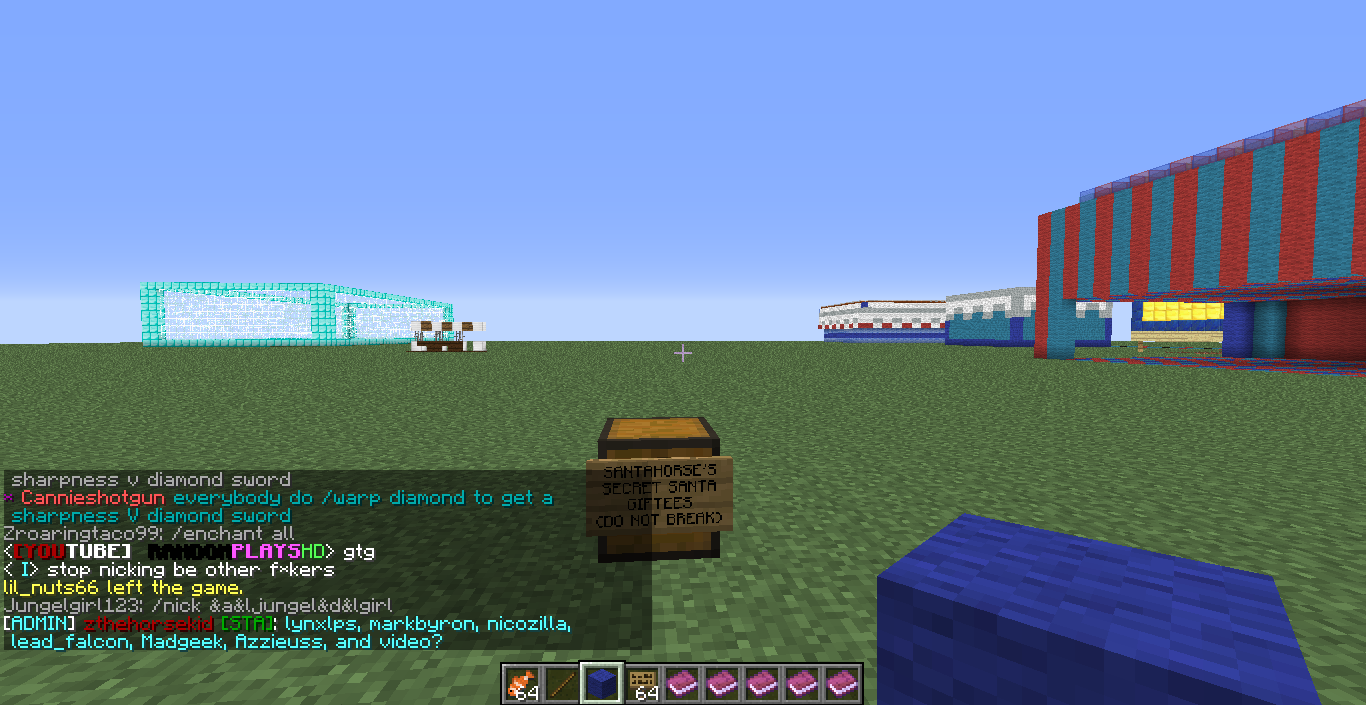 SANTAHORSE'S
SECRET SANTA
GIFTEES
(DO NOT BREAK)
sharpness v diamond sword
* Cannieshotgun everybody do /warp diamond to get a
sharpness V diamond sword
Zroaringtaco99: /enchant all
<[YOUTUBE] RANDOMPLAYSHD> gtg
< I> stop nicking be other f*kers
lil_nuts66 left the game.
Jungelgirl123: /nick &a&ljungel&d&lgirl
[ADMIN] zthehorsekid [STA]: lynxlps, markbyron, nicozilla,
lead_falcon, Madgeek, Azzieuss, and video?
64
64